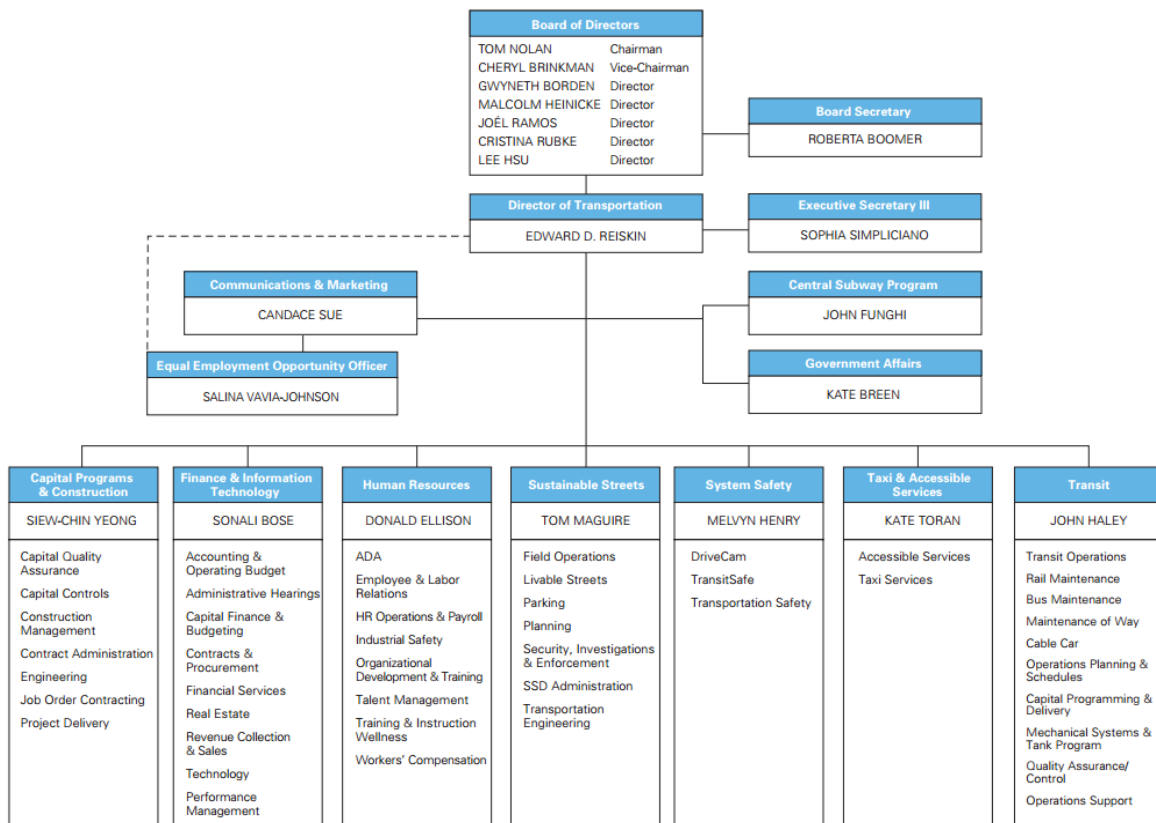 Board of Directors
TOM NOLAN Chairman
CHERYL BRINKMAN Vice-Chairman
GWYNETH BORDEN Director
MALCOLM HEINICKE Director
JOÉL RAMOS Director
CRISTINA RUBKE Director
LEE HSU Director
Board Secretary
ROBERTA BOOMER
Director of Transportation
EDWARD D. REISKIN
Executive Secretary III
SOPHIA SIMPLICIANO
Communications & Marketing
CANDACE SUE
Central Subway Program
JOHN FUNGHI
Equal Employment Opportunity Officer
SALINA VAVIA-JOHNSON
Government Affairs
KATE BREEN
Capital Programs
& Construction
SIEW-CHIN YEONG
Capital Quality
Assurance
Capital Controls
Construction
Management
Contract Administration
Engineering
Job Order Contracting
Project Delivery
Finance & Information
Technology
SONALI BOSE
Accounting &
Operating Budget
Administrative Hearings
Capital Finance &
Budgeting
Contracts &
Procurement
Financial Services
Real Estate
Revenue Collection
& Sales
Technology
Performance
Management
Human Resources
DONALD ELLISON
ADA
Employee & Labor
Relations
HR Operations & Payroll
Industrial Safety
Organizational
Development & Training
Talent Management
Training & Instruction
Wellness
Workers' Compensation
Sustainable Streets
TOM MAGUIRE
Field Operations
Livable Streets
Parking
Planning
Security, Investigations
& Enforcement
SSD Administration
Transportation
Engineering
System Safety
MELVYN HENRY
DriveCam
TransitSafe
Transportation Safety
Taxi & Accessible
Services
KATE TORAN
Accessible Services
Taxi Services
Transit
JOHN HALEY
Transit Operations
Rail Maintenance
Bus Maintenance
Maintenance of Way
Cable Car
Operations Planning &
Schedules
Capital Programming &
Delivery
Mechanical Systems &
Tank Program
Quality Assurance/
Control
Operations Support